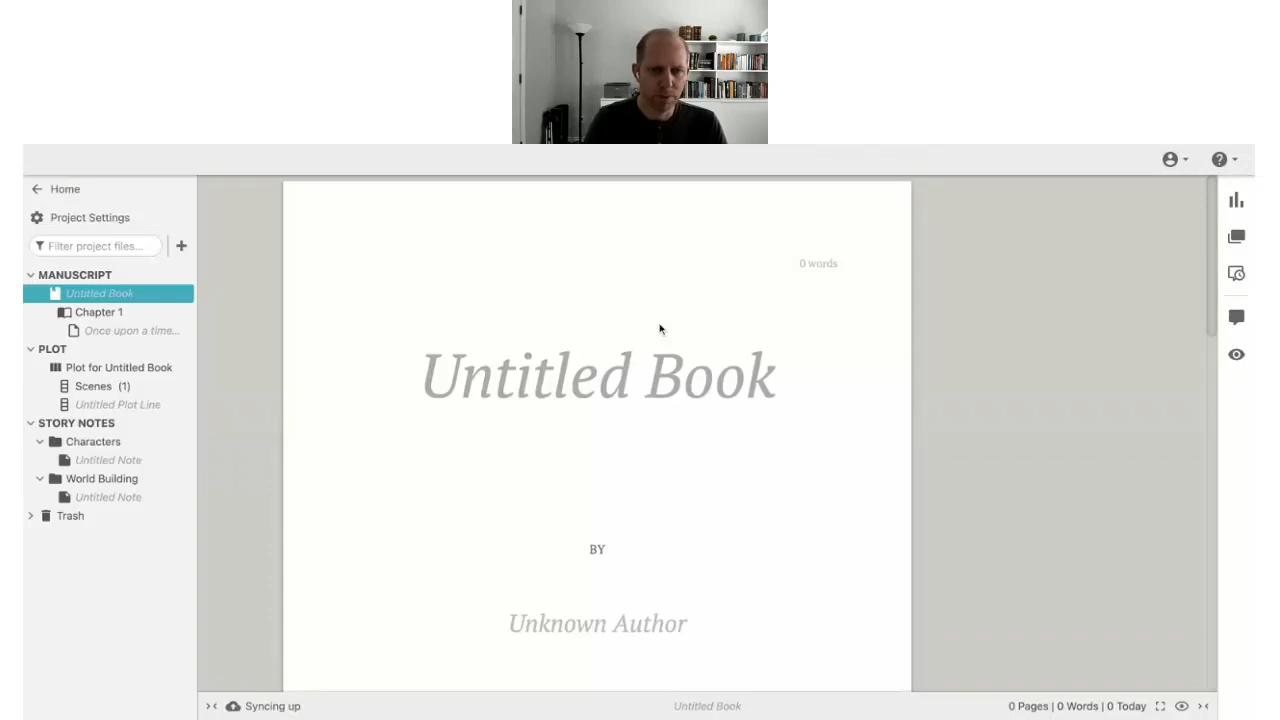 Home
Project Settings
Filter project files...
MANUSCRIPT
Untitled Book
Chapter 1
Once upon a time...
PLOT
Plot for Untitled Book
Scenes (1)
Untitled Plot Line
STORY NOTES
Characters
Untitled Note
World Building
Untitled Note
Trash
0 words
Untitled Book
BY
Unknown Author
Syncing up
Untitled Book
0 Pages | 0 Words | 0 Today